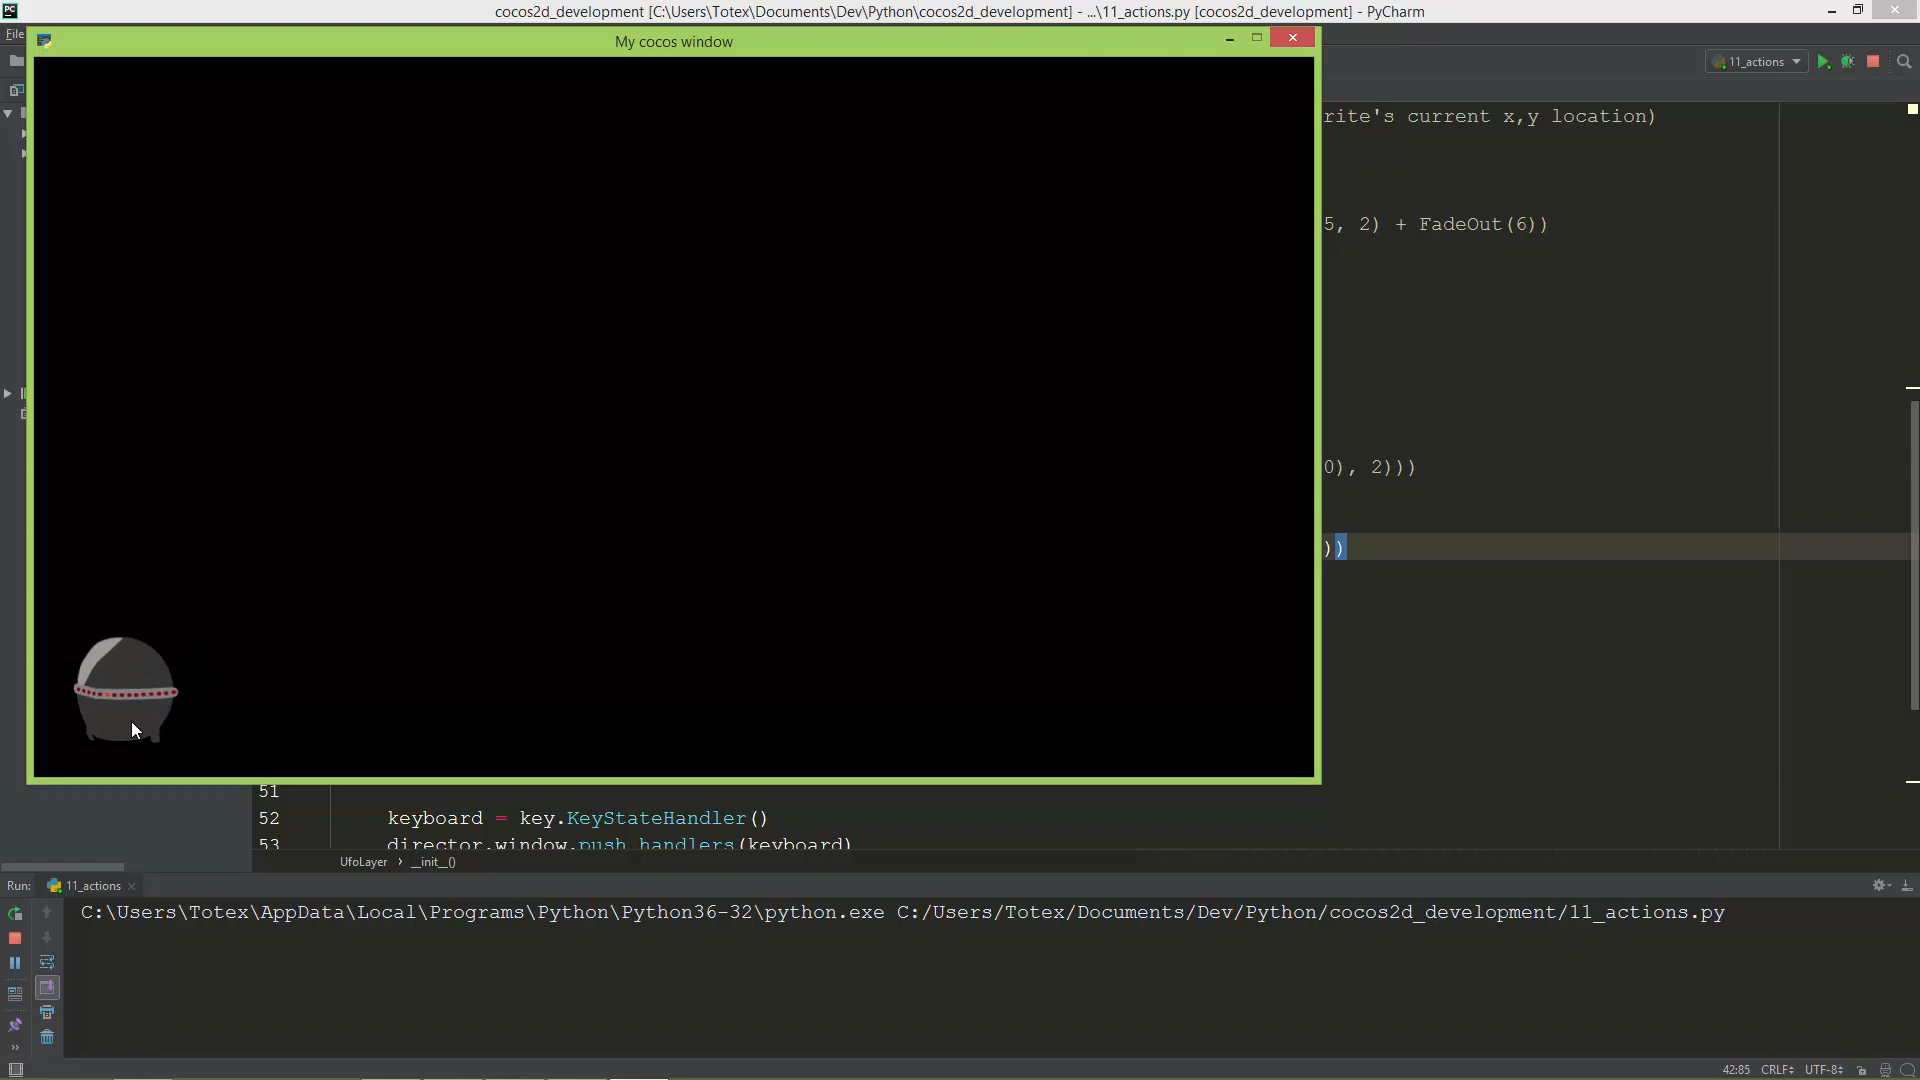 cocos2d_development [C:\Users\Totex\Documents\Dev\Python\cocos2d_development] - ...\11_actions.py [cocos2d_development] - PyCharm
File
My cocos window
11_actions
rite's current x,y location)
5, 2) + FadeOut(6))
0), 2)))
))
51
52 keyboard = key.KeyStateHandler()
53 director.window.push_handlers(keyboard)
UfoLayer › __init__()
Run: 11_actions
C:\Users\Totex\AppData\Local\Programs\Python\Python36-32\python.exe C:/Users/Totex/Documents/Dev/Python/cocos2d_development/11_actions.py
42:85 CRLF UTF-8